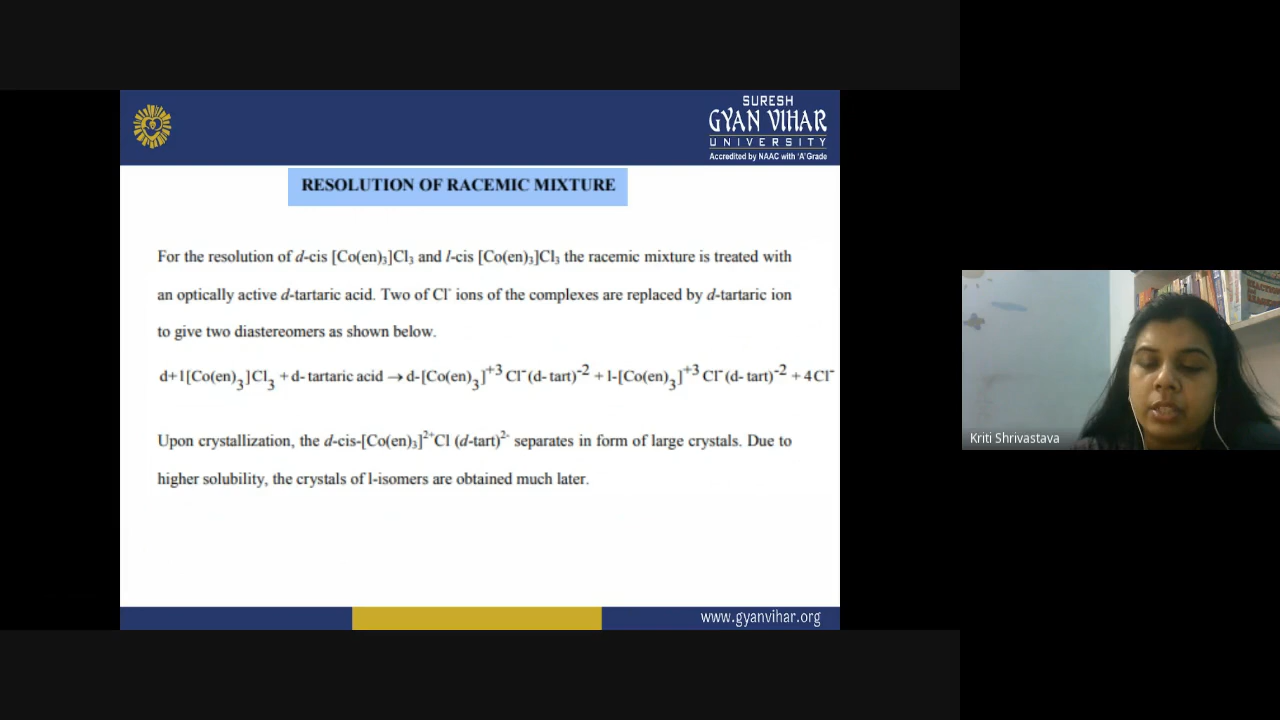 SURESH
GYAN VIHAR
UNIVERSITY
Accredited by NAAC with 'A' Grade
RESOLUTION OF RACEMIC MIXTURE
For the resolution of d-cis [Co(en)₃]Cl₃ and l-cis [Co(en)₃]Cl₃ the racemic mixture is treated with
an optically active d-tartaric acid. Two of Cl⁻ ions of the complexes are replaced by d-tartaric ion
to give two diastereomers as shown below.
d+l[Co(en)₃]Cl₃ + d- tartaric acid → d-[Co(en)₃]⁺³ Cl⁻(d- tart)⁻² + l-[Co(en)₃]⁺³ Cl⁻(d- tart)⁻² + 4Cl⁻
Upon crystallization, the d-cis-[Co(en)₃]²⁺Cl (d-tart)²⁻ separates in form of large crystals. Due to
higher solubility, the crystals of l-isomers are obtained much later.
www.gyanvihar.org
Kriti Shrivastava